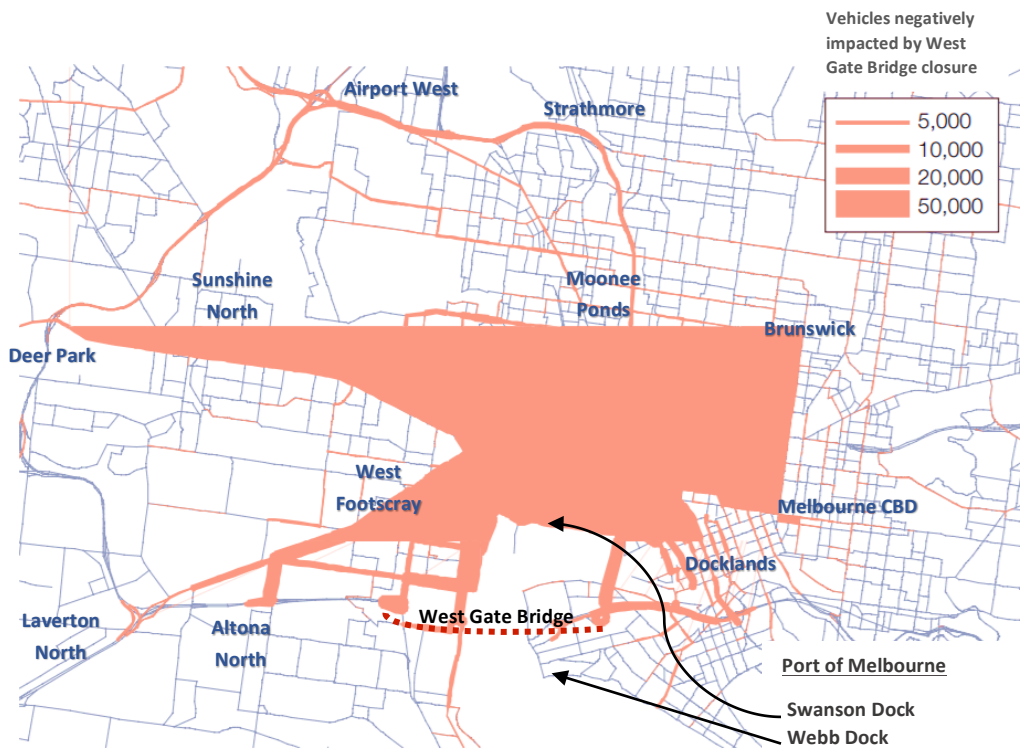 Vehicles negatively
impacted by West
Gate Bridge closure
5,000
10,000
20,000
50,000
Airport West
Strathmore
Sunshine
North
Moonee
Ponds
Brunswick
Deer Park
West
Footscray
Melbourne CBD
Docklands
West Gate Bridge
Laverton
North
Altona
North
Port of Melbourne
Swanson Dock
Webb Dock